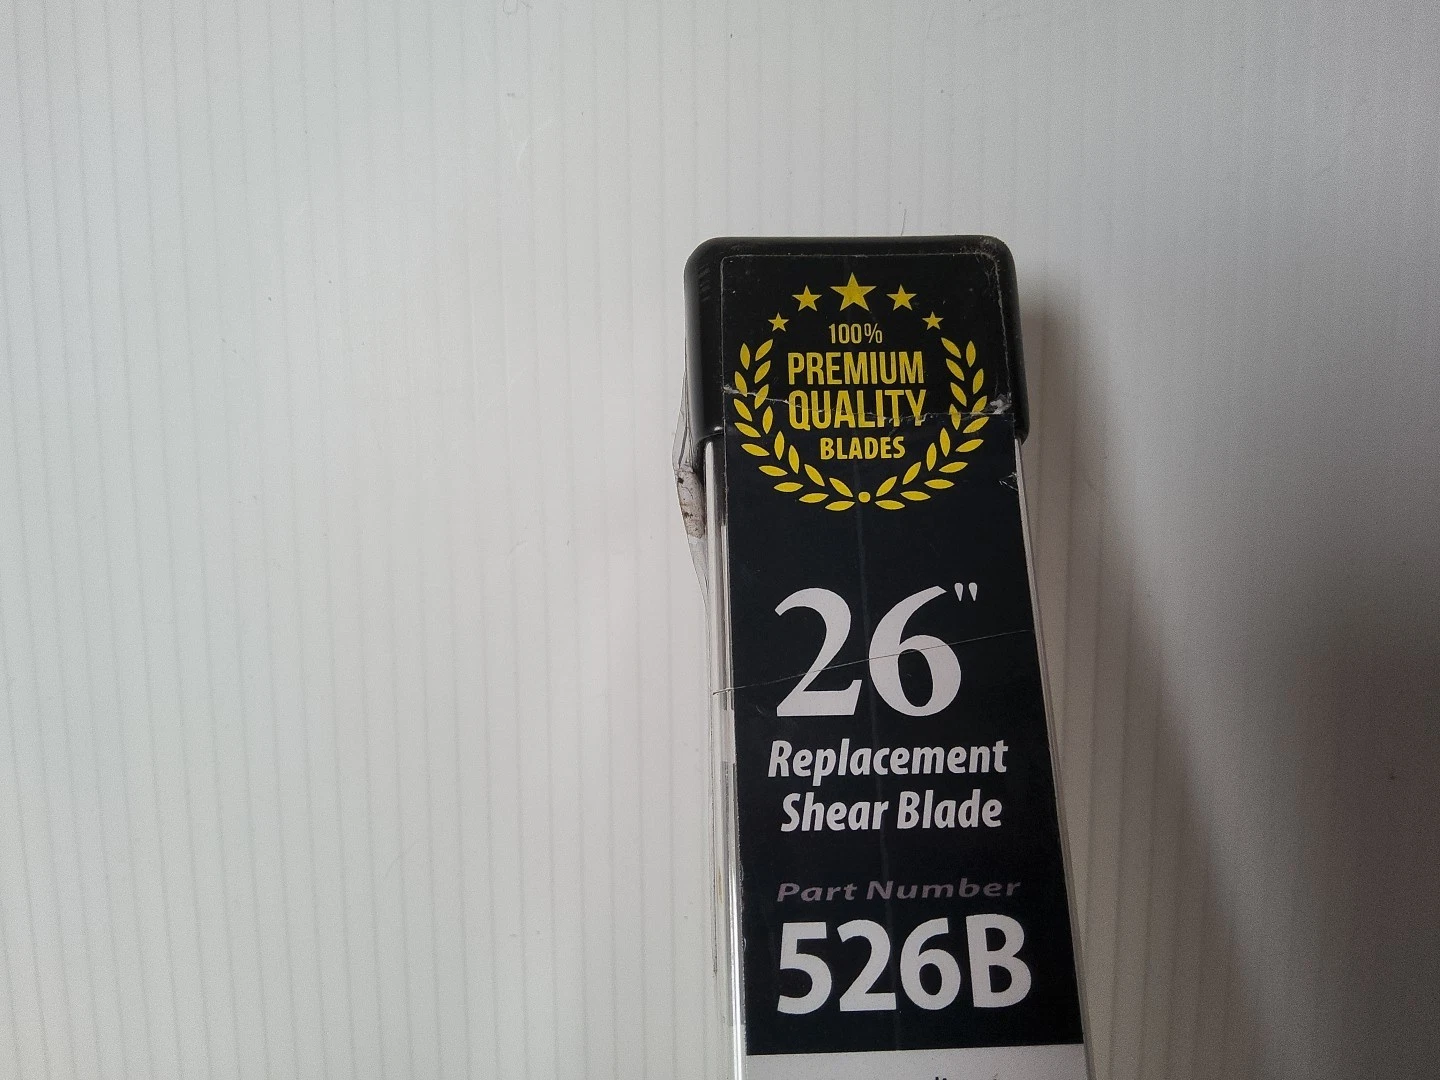 100%
PREMIUM
QUALITY
BLADES
26"
Replacement
Shear Blade
Part Number
526B